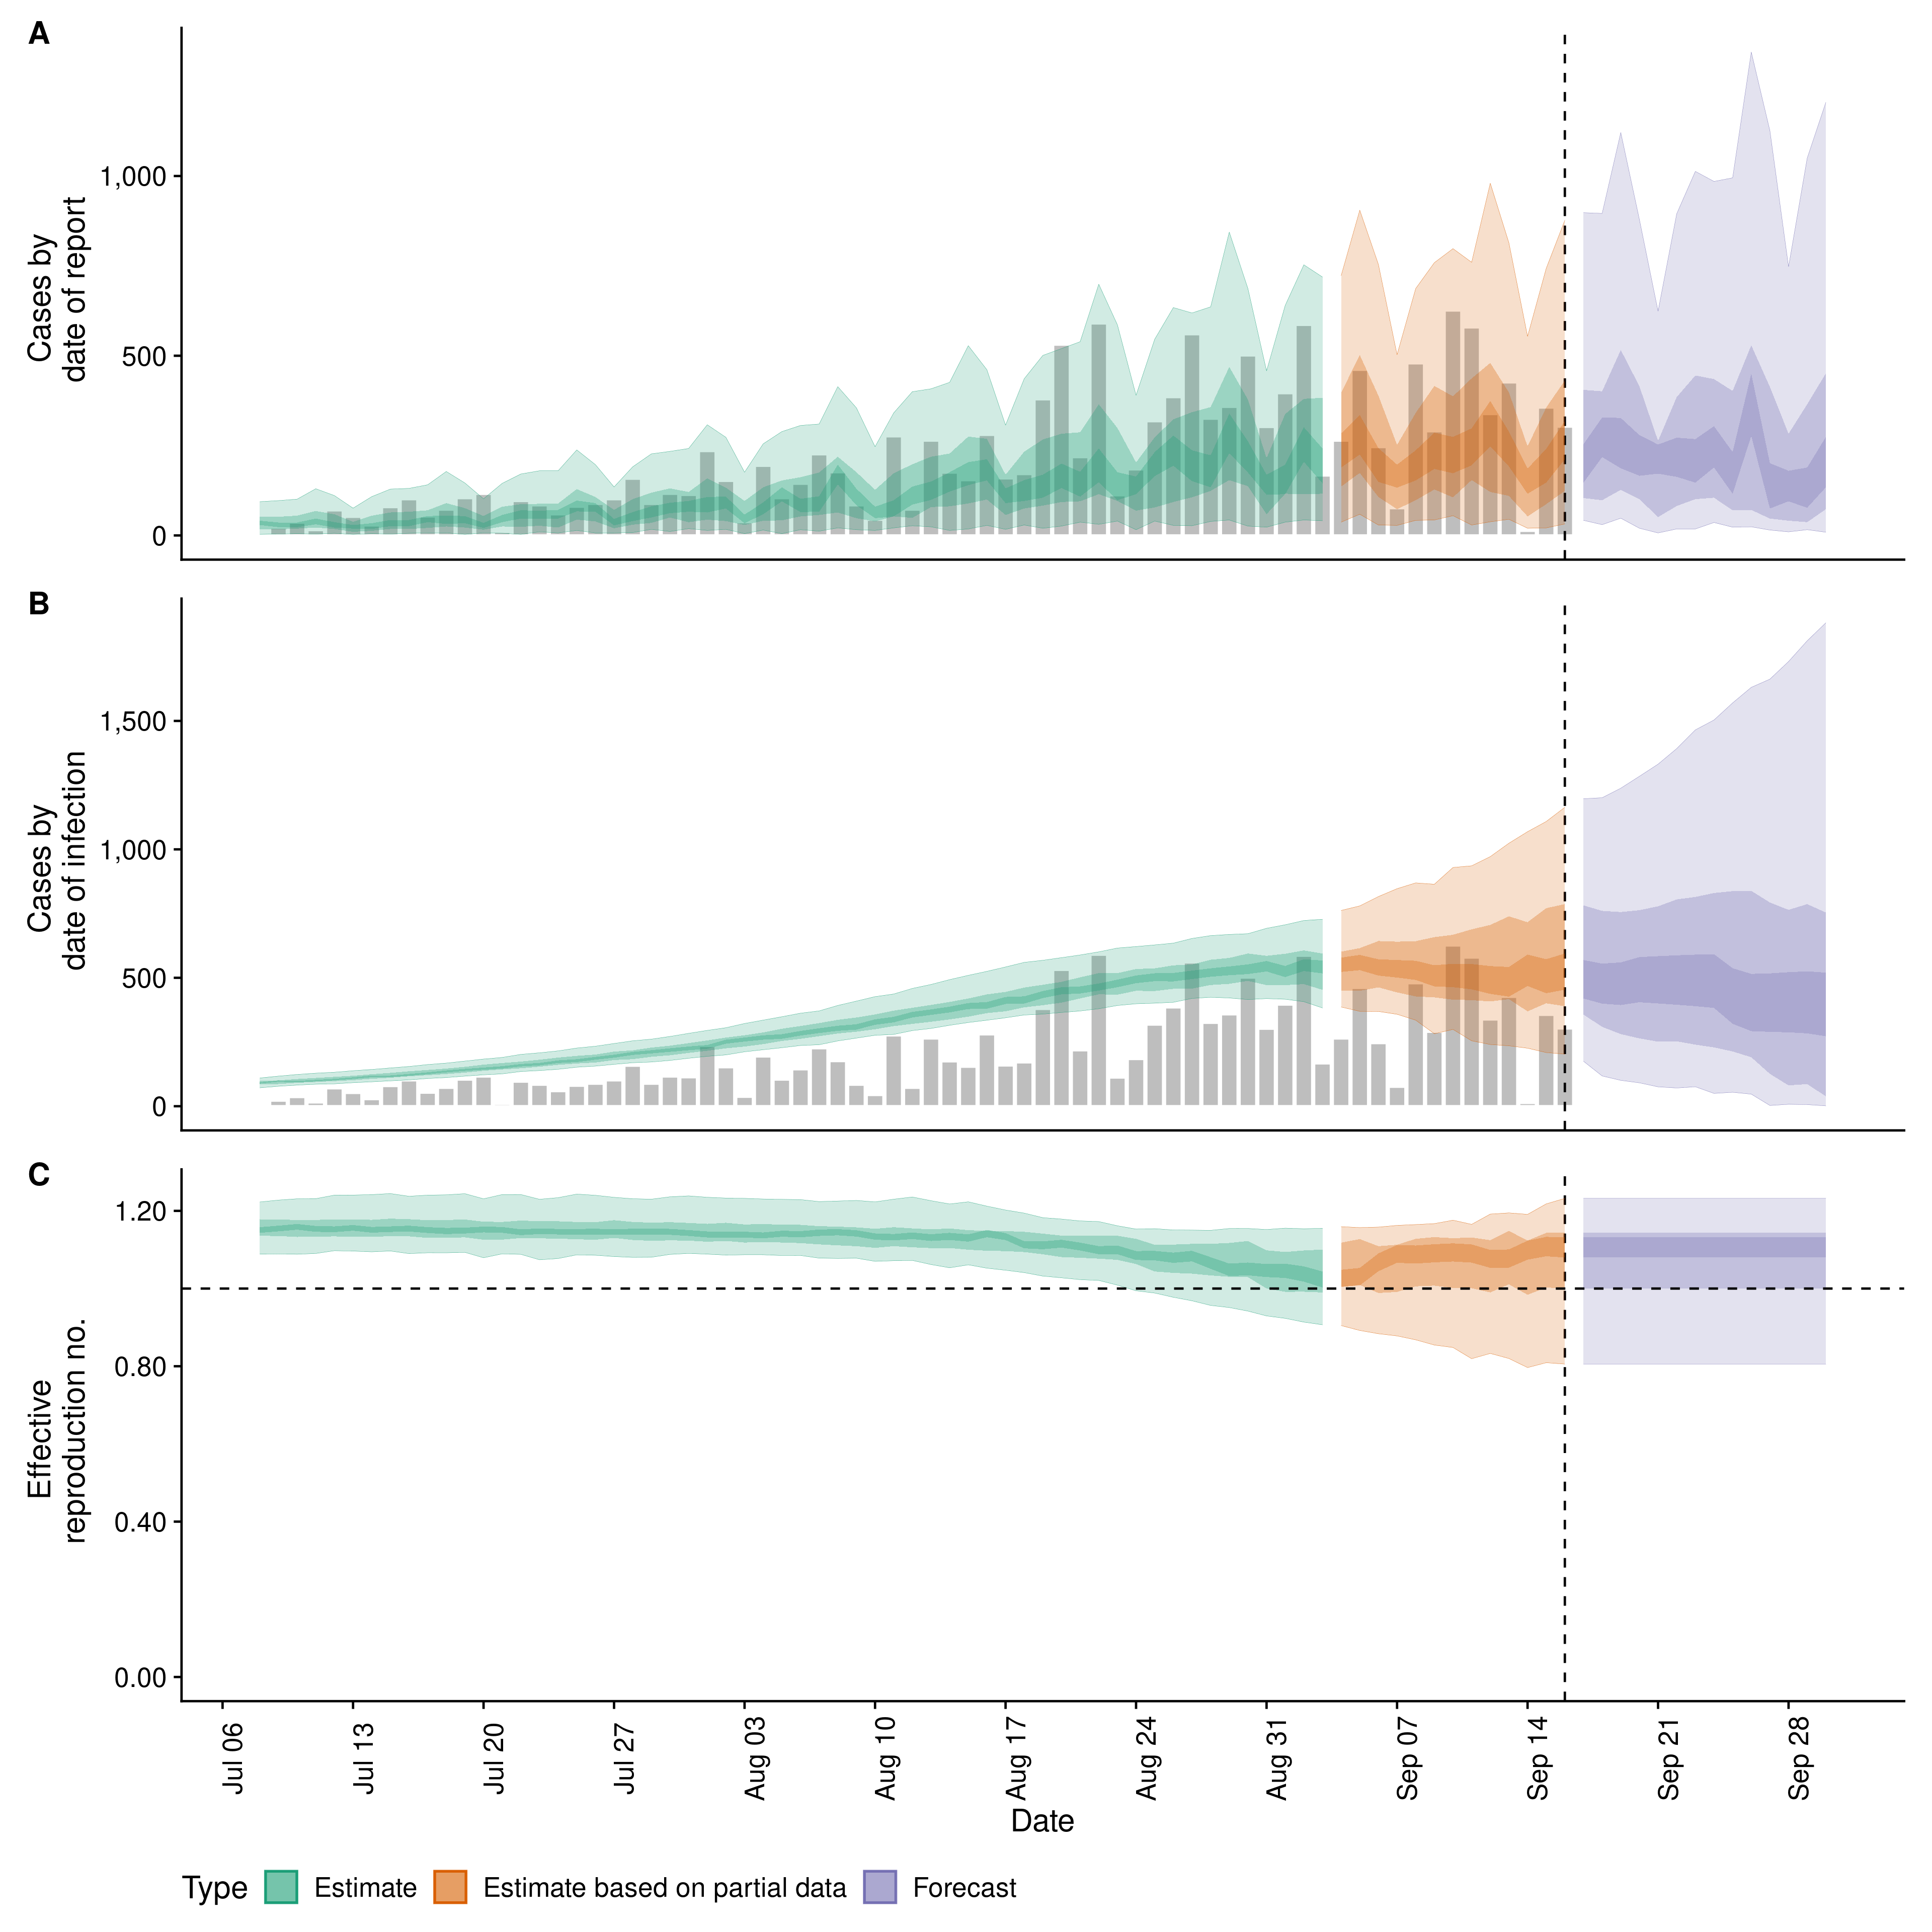 A
Cases by
date of report
1,000
500
0
B
Cases by
date of infection
1,500
1,000
500
0
C
Effective
reproduction no.
1.20
0.80
0.40
0.00
Jul 06
Jul 13
Jul 20
Jul 27
Aug 03
Aug 10
Aug 17
Aug 24
Aug 31
Sep 07
Sep 14
Sep 21
Sep 28
Date
Type Estimate Estimate based on partial data Forecast